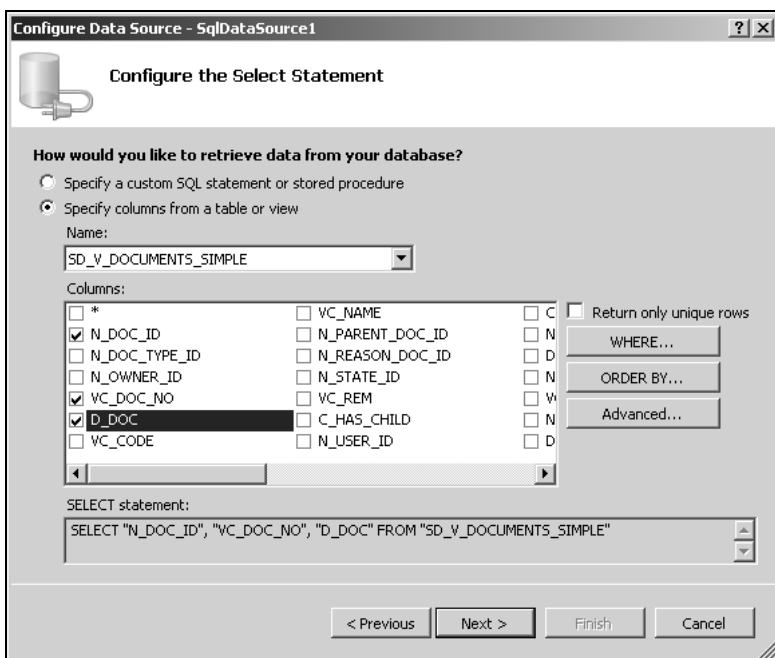 Configure Data Source - SqlDataSource1
Configure the Select Statement
How would you like to retrieve data from your database?
Specify a custom SQL statement or stored procedure
Specify columns from a table or view
Name:
SD_V_DOCUMENTS_SIMPLE
Columns:
* VC_NAME C Return only unique rows
N_DOC_ID N_PARENT_DOC_ID N WHERE...
N_DOC_TYPE_ID N_REASON_DOC_ID D
N_OWNER_ID N_STATE_ID N ORDER BY...
VC_DOC_NO VC_REM
D_DOC C_HAS_CHILD N Advanced...
VC_CODE N_USER_ID D
SELECT statement:
SELECT "N_DOC_ID", "VC_DOC_NO", "D_DOC" FROM "SD_V_DOCUMENTS_SIMPLE"
< Previous Next > Finish Cancel